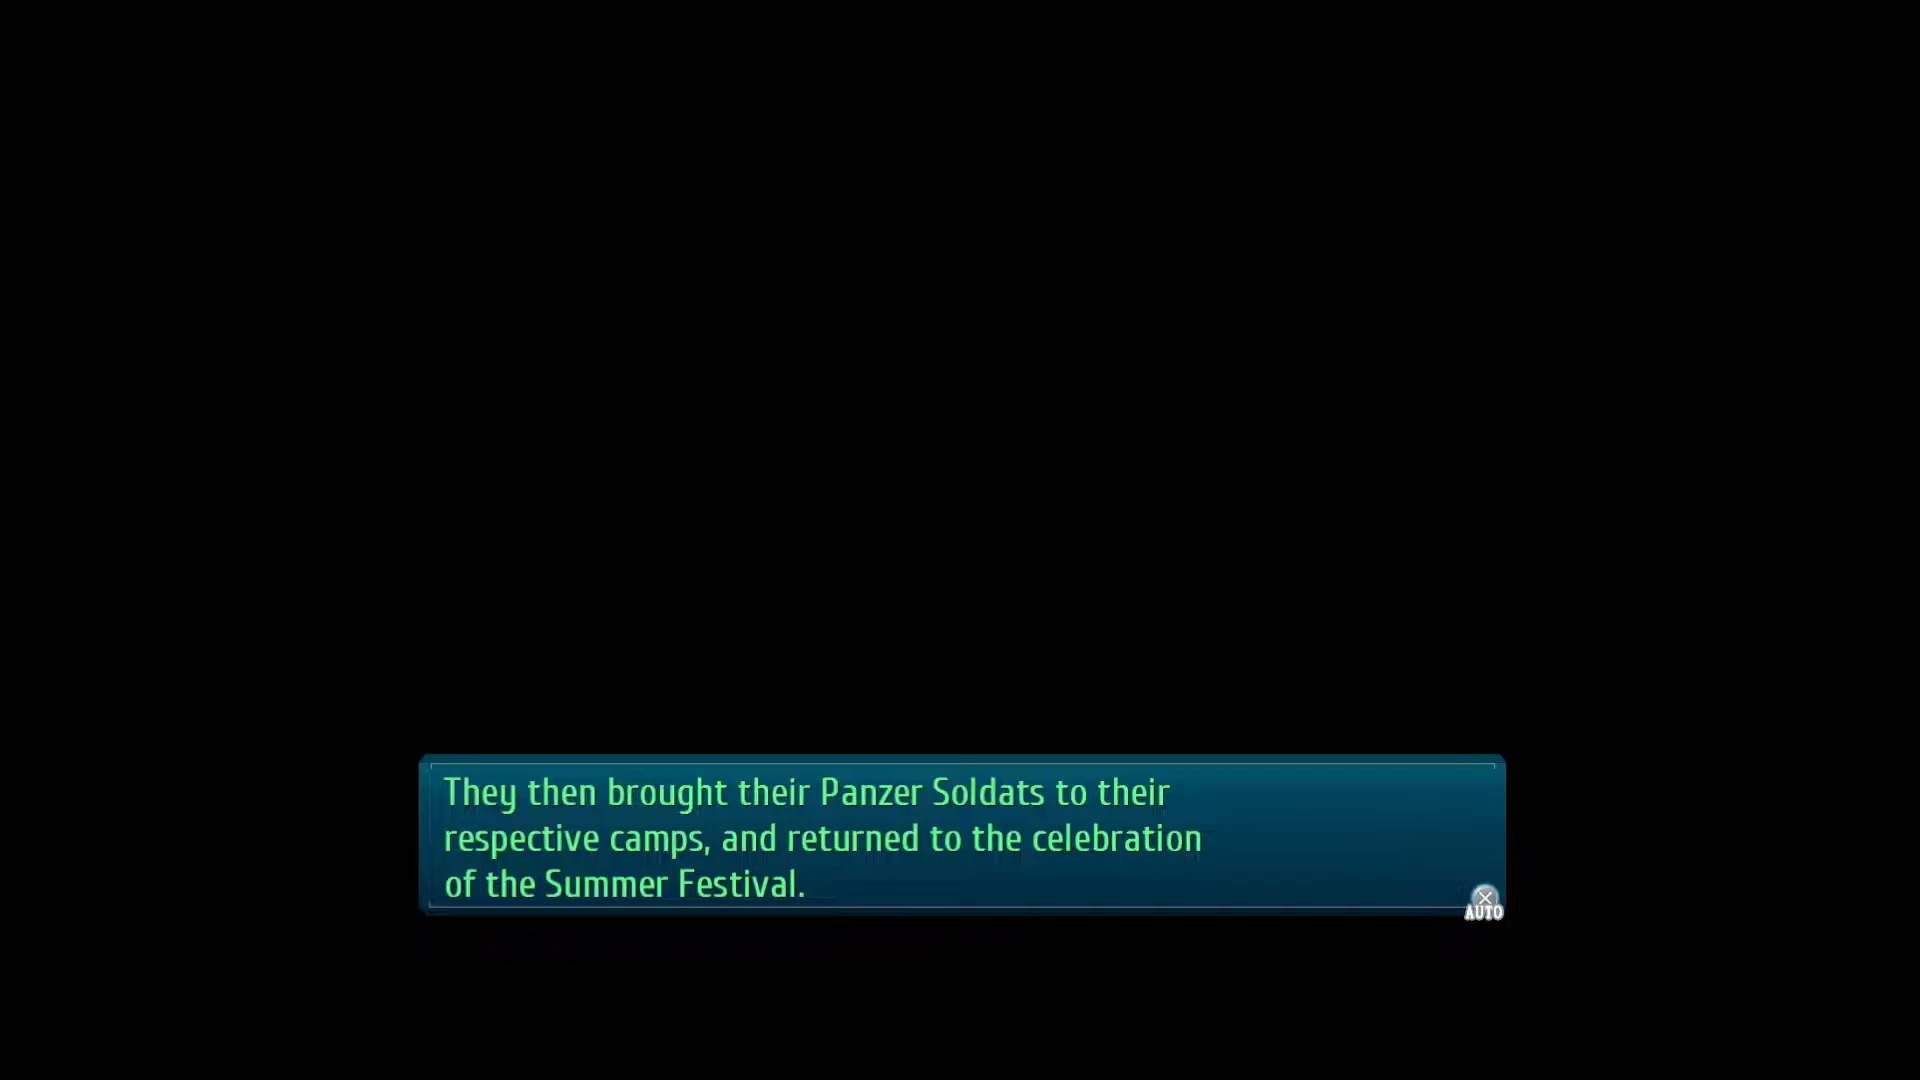 They then brought their Panzer Soldats to their
respective camps, and returned to the celebration
of the Summer Festival.
AUTO